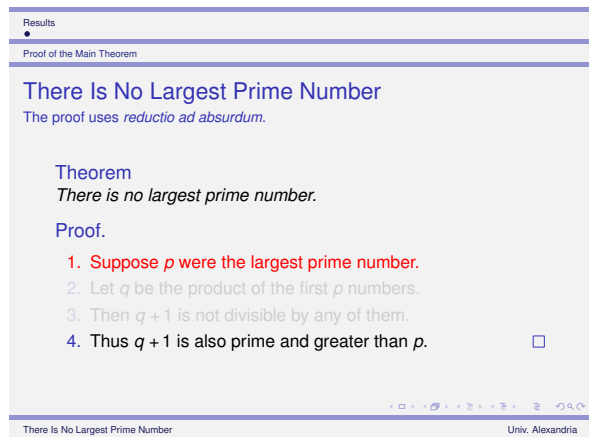 Results
Proof of the Main Theorem
There Is No Largest Prime Number
The proof uses reductio ad absurdum.
Theorem
There is no largest prime number.
Proof.
1. Suppose p were the largest prime number.
2. Let q be the product of the first p numbers.
3. Then q + 1 is not divisible by any of them.
4. Thus q + 1 is also prime and greater than p.
There Is No Largest Prime Number Univ. Alexandria